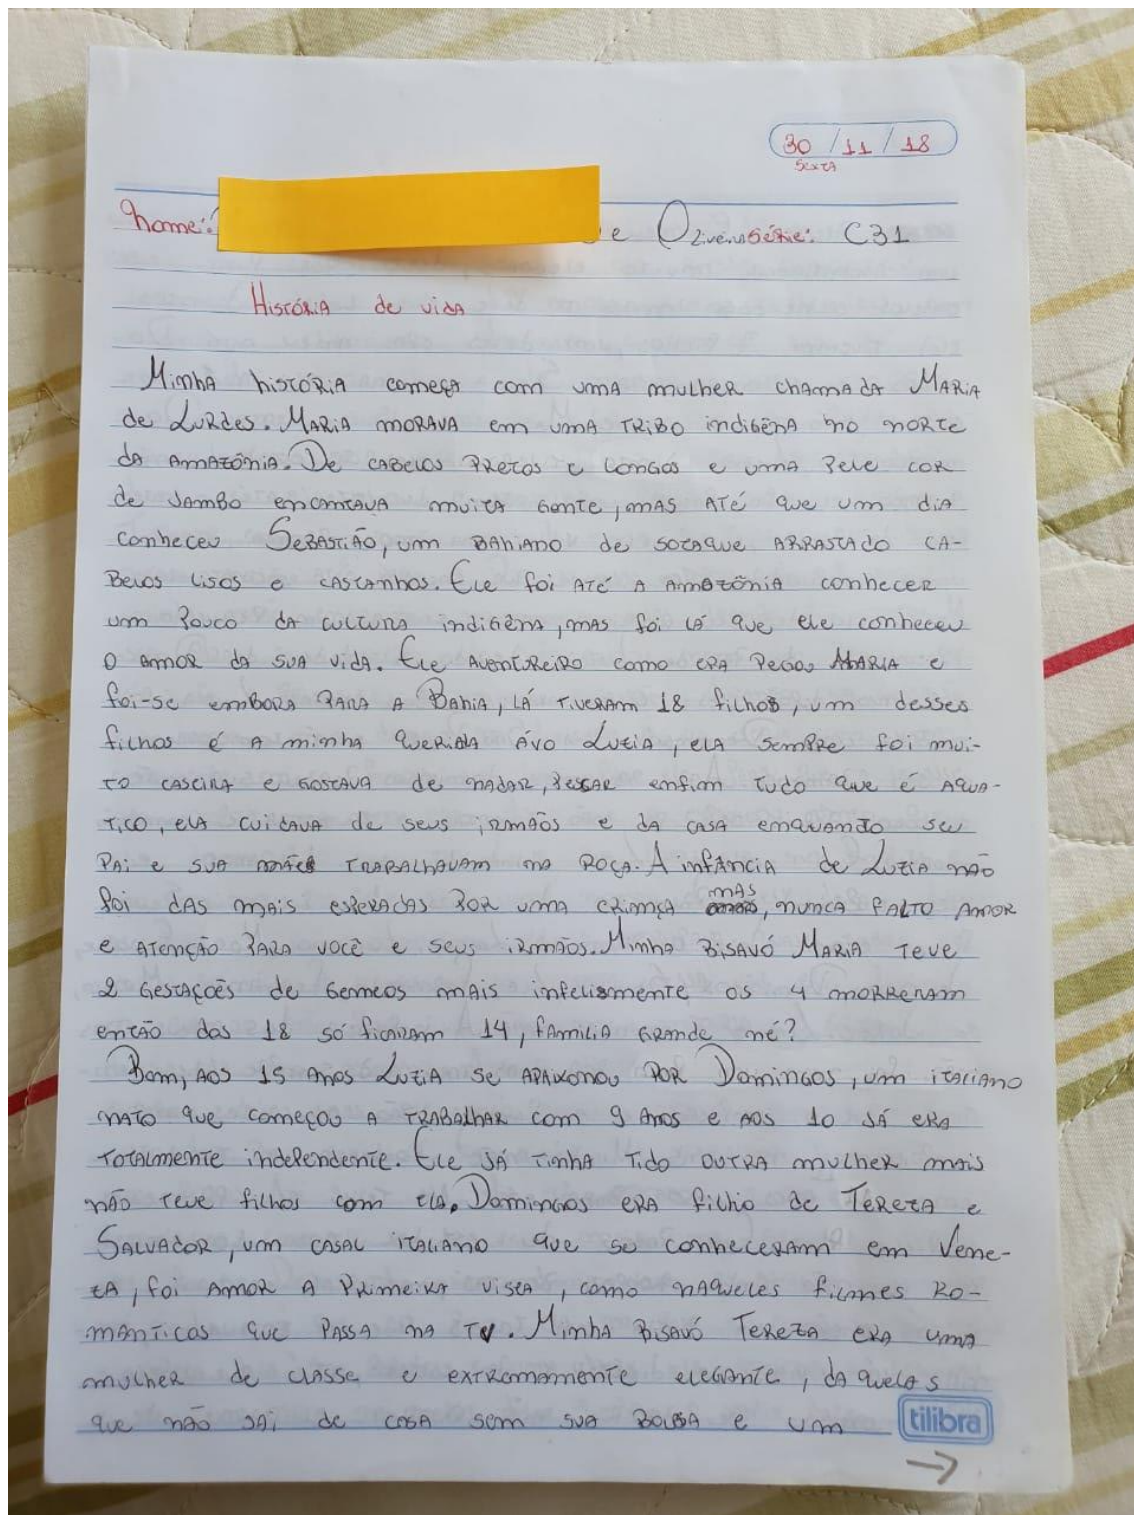 30 / 11 / 18
Sexta
Nome: e Oliveira Série: C31
História de vida
Minha história começa com uma mulher chamada Maria
de Lurdes. Maria morava em uma tribo indigêna no norte
da Amazônia. De cabelos pretos e longos e uma pele cor
de Jambo encantava muita gente, mas até que um dia
conheceu Sebastião, um Bahiano de sotaque arrastado ca-
belos lisos e castanhos. Ele foi até a Amazônia conhecer
um pouco da cultura indigêna, mas foi lá que ele conheceu
o amor da sua vida. Ele aventureiro como era pegos Maria e
foi-se embora para a Bahia, lá tiveram 18 filhos, um desses
filhos é a minha querida ávo Luzia, ela sempre foi mui-
to caseira e gostava de nadar, pescar enfim tudo que é aqua-
tico, ela cuidava de seus irmãos e da casa enquanto seu
pai e sua mães trabalhavam na roça. A infância de Luzia não
foi das mais esperadas por uma criança mas, nunca falto amor
e atenção para você e seus irmãos. Minha Bisavó Maria teve
2 gestações de gemeos mais infelismente os 4 morreram
então dos 18 só ficaram 14, familia grande né?
Bom, aos 15 anos Luzia se apaixonou por Domingos, um italiano
nato que começou a trabalhar com 9 anos e aos 10 já era
totalmente independente. Ele já tinha tido outra mulher mais
não teve filhos com ela. Domingos era filho de Tereza e
Salvador, um casal italiano que se conheceram em Vene-
za, foi amor a primeira vista, como naqueles filmes ro-
mânticos que passa na TV. Minha Bisavó Tereza era uma
mulher de classe e extremamente elegante, daquelas
que não sai de casa sem sua bolsa e um
tilibra